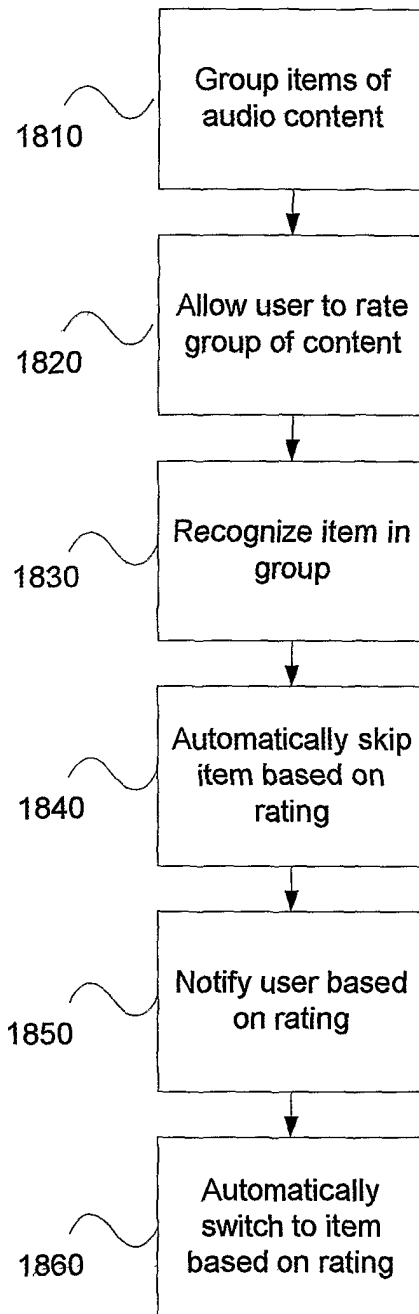 Group items of
audio content
1810
Allow user to rate
group of content
1820
Recognize item in
group
1830
Automatically skip
item based on
rating
1840
Notify user based
on rating
1850
Automatically
switch to item
based on rating
1860